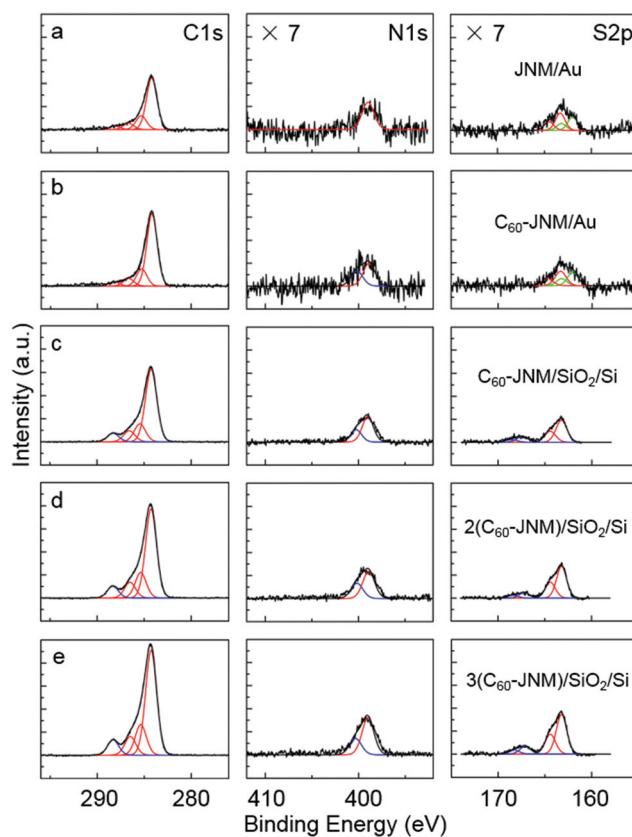 a C1s × 7 N1s × 7 S2p
JNM/Au
b
C₆₀-JNM/Au
c
C₆₀-JNM/SiO₂/Si
d
2(C₆₀-JNM)/SiO₂/Si
e
3(C₆₀-JNM)/SiO₂/Si
Intensity (a.u.)
290 280 410 400 170 160
Binding Energy (eV)